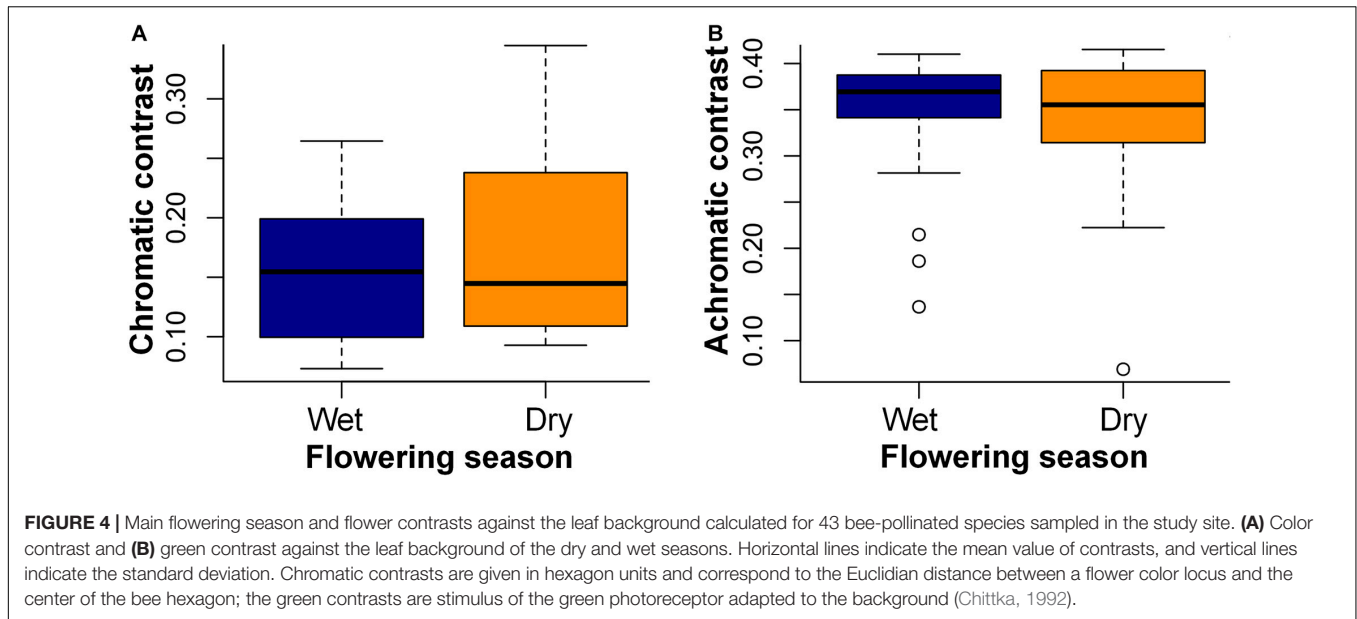 A
Chromatic contrast
0.30
0.20
0.10
Wet
Dry
Flowering season
B
Achromatic contrast
0.40
0.30
0.20
0.10
Wet
Dry
Flowering season
FIGURE 4 | Main flowering season and flower contrasts against the leaf background calculated for 43 bee-pollinated species sampled in the study site. (A) Color
contrast and (B) green contrast against the leaf background of the dry and wet seasons. Horizontal lines indicate the mean value of contrasts, and vertical lines
indicate the standard deviation. Chromatic contrasts are given in hexagon units and correspond to the Euclidian distance between a flower color locus and the
center of the bee hexagon; the green contrasts are stimulus of the green photoreceptor adapted to the background (Chittka, 1992).